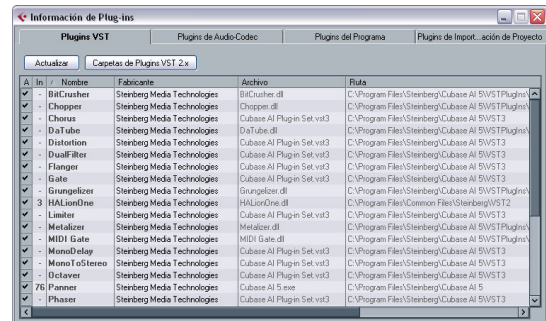 Información de Plug-ins
Plugins VST Plugins de Audio-Codec Plugins del Programa Plugins de Import...ación de Proyecto
Actualizar Carpetas de Plugins VST 2.x
A In / Nombre Fabricante Archivo Ruta
- BitCrusher Steinberg Media Technologies BitCrusher.dll C:\Program Files\Steinberg\Cubase AI 5\VSTPlugIns\
- Chopper Steinberg Media Technologies Chopper.dll C:\Program Files\Steinberg\Cubase AI 5\VSTPlugIns\
- Chorus Steinberg Media Technologies Cubase AI Plug-in Set.vst3 C:\Program Files\Steinberg\Cubase AI 5\VST3
- DaTube Steinberg Media Technologies DaTube.dll C:\Program Files\Steinberg\Cubase AI 5\VSTPlugIns\
- Distortion Steinberg Media Technologies Cubase AI Plug-in Set.vst3 C:\Program Files\Steinberg\Cubase AI 5\VST3
- DualFilter Steinberg Media Technologies Cubase AI Plug-in Set.vst3 C:\Program Files\Steinberg\Cubase AI 5\VST3
- Flanger Steinberg Media Technologies Cubase AI Plug-in Set.vst3 C:\Program Files\Steinberg\Cubase AI 5\VST3
- Gate Steinberg Media Technologies Cubase AI Plug-in Set.vst3 C:\Program Files\Steinberg\Cubase AI 5\VST3
- Grungelizer Steinberg Media Technologies Grungelizer.dll C:\Program Files\Steinberg\Cubase AI 5\VSTPlugIns\
3 HALionOne Steinberg Media Technologies HALionOne.dll C:\Program Files\Common Files\Steinberg\VST2
- Limiter Steinberg Media Technologies Cubase AI Plug-in Set.vst3 C:\Program Files\Steinberg\Cubase AI 5\VST3
- Metalizer Steinberg Media Technologies Metalizer.dll C:\Program Files\Steinberg\Cubase AI 5\VSTPlugIns\
- MIDI Gate Steinberg Media Technologies MIDI Gate.dll C:\Program Files\Steinberg\Cubase AI 5\VSTPlugIns\
- MonoDelay Steinberg Media Technologies Cubase AI Plug-in Set.vst3 C:\Program Files\Steinberg\Cubase AI 5\VST3
- MonoToStereo Steinberg Media Technologies Cubase AI Plug-in Set.vst3 C:\Program Files\Steinberg\Cubase AI 5\VST3
- Octaver Steinberg Media Technologies Cubase AI Plug-in Set.vst3 C:\Program Files\Steinberg\Cubase AI 5\VST3
76 Panner Steinberg Media Technologies Cubase AI 5.exe C:\Program Files\Steinberg\Cubase AI 5
- Phaser Steinberg Media Technologies Cubase AI Plug-in Set.vst3 C:\Program Files\Steinberg\Cubase AI 5\VST3